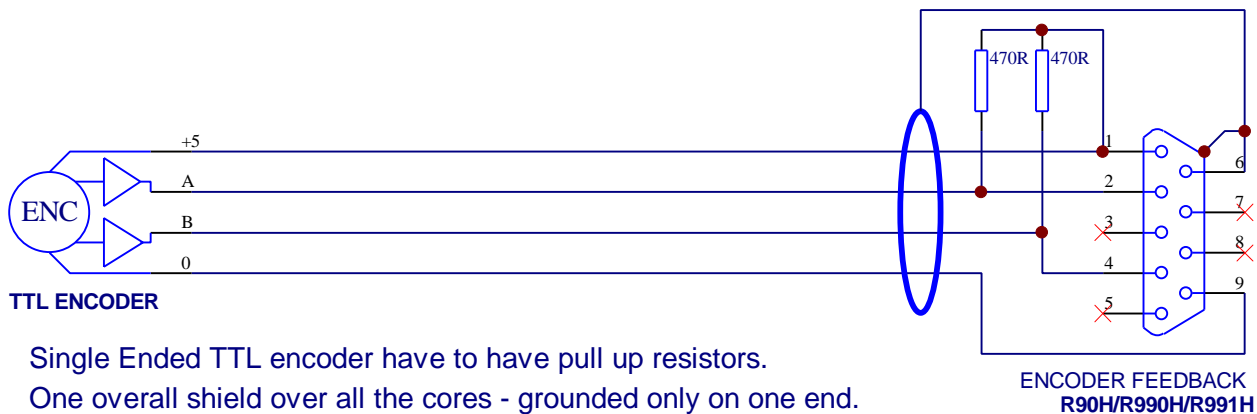 470R 470R
+5 1
6
A 2
ENC
7
B 3
8
0 4
9
TTL ENCODER
5
Single Ended TTL encoder have to have pull up resistors.
ENCODER FEEDBACK
One overall shield over all the cores - grounded only on one end.
R90H/R990H/R991H